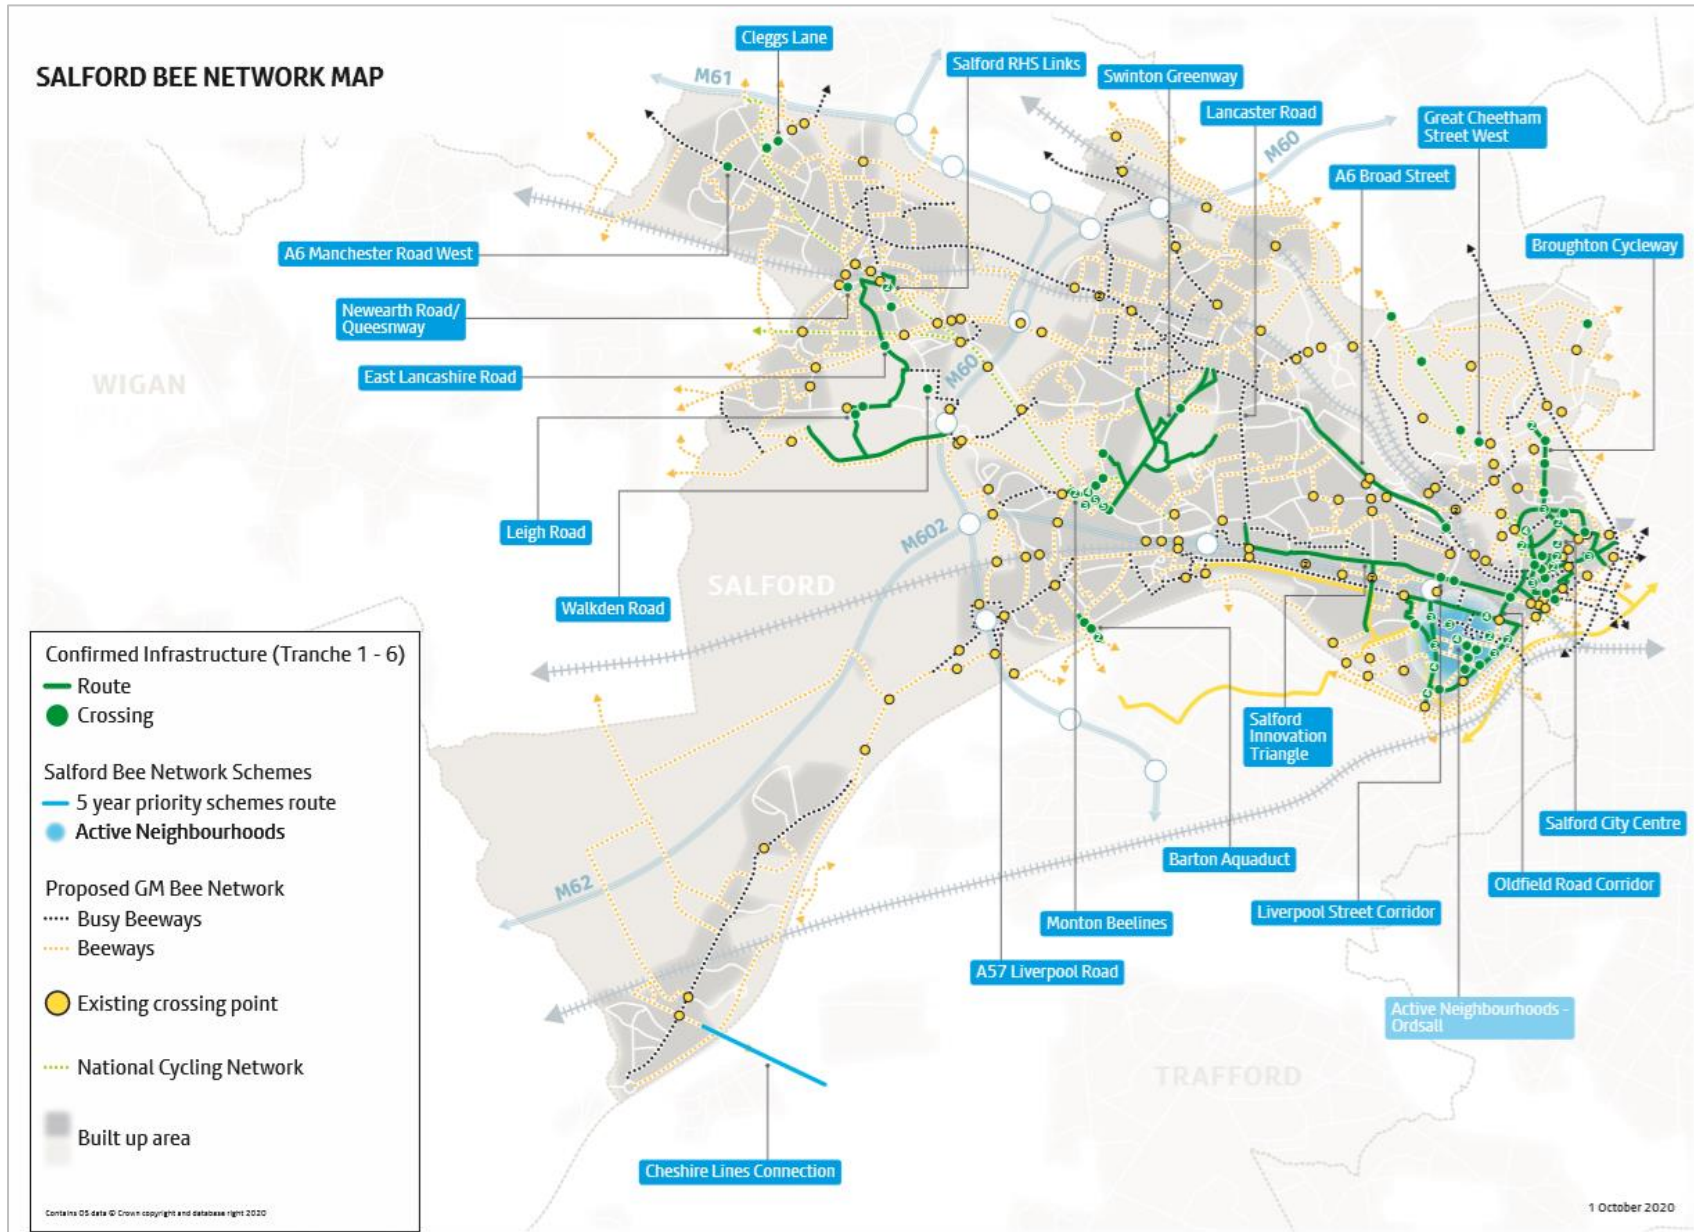 SALFORD BEE NETWORK MAP
Cleggs Lane
Salford RHS Links
Swinton Greenway
Lancaster Road
Great Cheetham
Street West
A6 Broad Street
Broughton Cycleway
M61
M60
A6 Manchester Road West
Newearth Road/
Queesnway
East Lancashire Road
M60
WIGAN
Leigh Road
Walkden Road
M602
SALFORD
Salford
Innovation
Triangle
Salford City Centre
Barton Aquaduct
Oldfield Road Corridor
Liverpool Street Corridor
Monton Beelines
A57 Liverpool Road
M62
Active Neighbourhoods -
Ordsall
TRAFFORD
Cheshire Lines Connection
Confirmed Infrastructure (Tranche 1 - 6)
Route
Crossing
Salford Bee Network Schemes
5 year priority schemes route
Active Neighbourhoods
Proposed GM Bee Network
Busy Beeways
Beeways
Existing crossing point
National Cycling Network
Built up area
Contains OS data © Crown copyright and database right 2020
1 October 2020